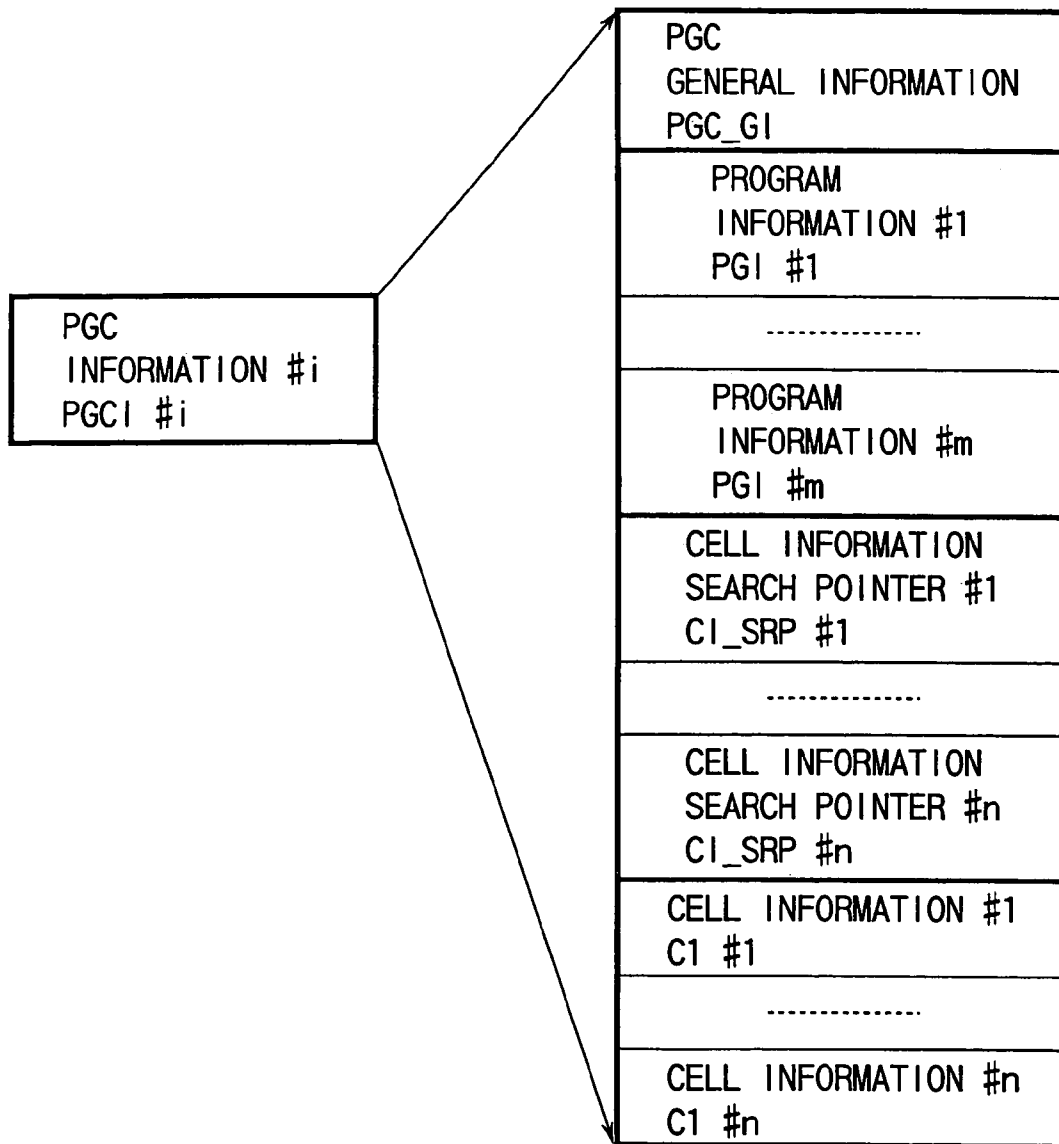 PGC
INFORMATION #i
PGCI #i
PGC
GENERAL INFORMATION
PGC_GI
PROGRAM
INFORMATION #1
PGI #1
PROGRAM
INFORMATION #m
PGI #m
CELL INFORMATION
SEARCH POINTER #1
CI_SRP #1
CELL INFORMATION
SEARCH POINTER #n
CI_SRP #n
CELL INFORMATION #1
C1 #1
CELL INFORMATION #n
C1 #n